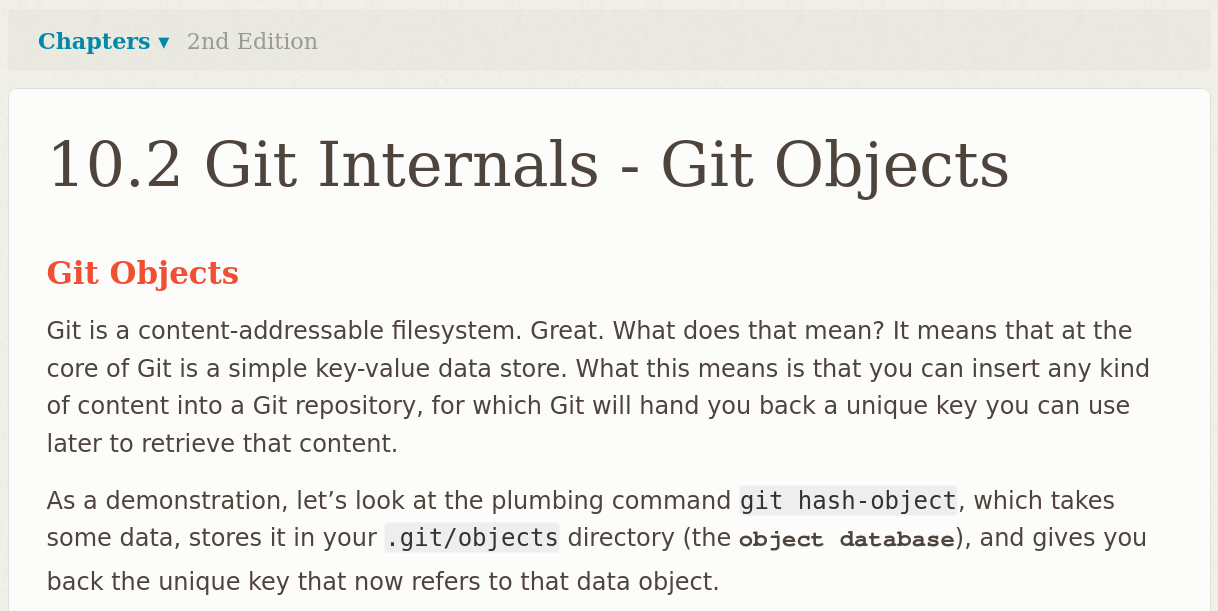 Chapters ▾ 2nd Edition
10.2 Git Internals - Git Objects
Git Objects
Git is a content-addressable filesystem. Great. What does that mean? It means that at the
core of Git is a simple key-value data store. What this means is that you can insert any kind
of content into a Git repository, for which Git will hand you back a unique key you can use
later to retrieve that content.
As a demonstration, let’s look at the plumbing command git hash-object, which takes
some data, stores it in your .git/objects directory (the object database), and gives you
back the unique key that now refers to that data object.